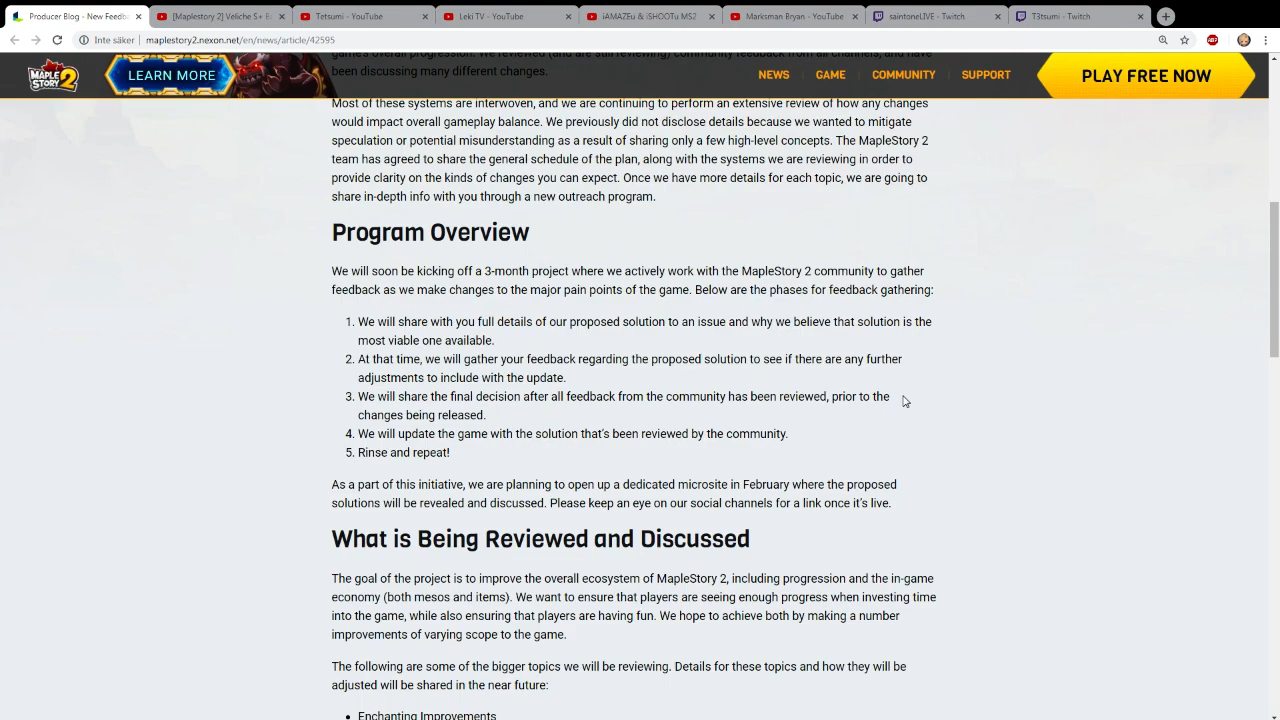 Producer Blog - New Feedba
[Maplestory 2] Veliche S+ R
Tetsumi - YouTube
Leki TV - YouTube
iAMAZEu & iSHOOTu MS2
Marksman Bryan - YouTube
saintoneLIVE - Twitch
T3tsumi - Twitch
Inte säker
maplestory2.nexon.net/en/news/article/42595
ABP
game's overall progression. We reviewed (and are still reviewing) community feedback from all channels, and have
been discussing many different changes.
MAPLE STORY 2
LEARN MORE
NEWS
GAME
COMMUNITY
SUPPORT
PLAY FREE NOW
Most of these systems are interwoven, and we are continuing to perform an extensive review of how any changes
would impact overall gameplay balance. We previously did not disclose details because we wanted to mitigate
speculation or potential misunderstanding as a result of sharing only a few high-level concepts. The MapleStory 2
team has agreed to share the general schedule of the plan, along with the systems we are reviewing in order to
provide clarity on the kinds of changes you can expect. Once we have more details for each topic, we are going to
share in-depth info with you through a new outreach program.
Program Overview
We will soon be kicking off a 3-month project where we actively work with the MapleStory 2 community to gather
feedback as we make changes to the major pain points of the game. Below are the phases for feedback gathering:
1. We will share with you full details of our proposed solution to an issue and why we believe that solution is the
most viable one available.
2. At that time, we will gather your feedback regarding the proposed solution to see if there are any further
adjustments to include with the update.
3. We will share the final decision after all feedback from the community has been reviewed, prior to the
changes being released.
4. We will update the game with the solution that's been reviewed by the community.
5. Rinse and repeat!
As a part of this initiative, we are planning to open up a dedicated microsite in February where the proposed
solutions will be revealed and discussed. Please keep an eye on our social channels for a link once it's live.
What is Being Reviewed and Discussed
The goal of the project is to improve the overall ecosystem of MapleStory 2, including progression and the in-game
economy (both mesos and items). We want to ensure that players are seeing enough progress when investing time
into the game, while also ensuring that players are having fun. We hope to achieve both by making a number
improvements of varying scope to the game.
The following are some of the bigger topics we will be reviewing. Details for these topics and how they will be
adjusted will be shared in the near future:
• Enchanting Improvements